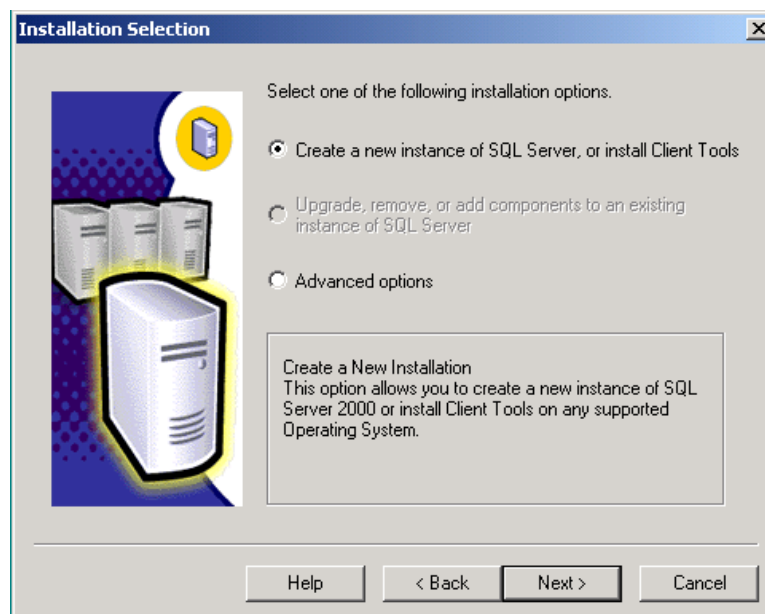 Installation Selection
Select one of the following installation options.
Create a new instance of SQL Server, or install Client Tools
Upgrade, remove, or add components to an existing
instance of SQL Server
Advanced options
Create a New Installation
This option allows you to create a new instance of SQL
Server 2000 or install Client Tools on any supported
Operating System.
Help
< Back
Next >
Cancel